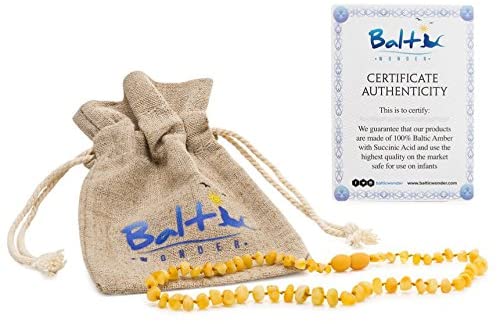 Baltic
WONDER
CERTIFICATE
AUTHENTICITY
This is to certify:
We guarantee that our products
are made of 100% Baltic Amber
with Succinic Acid and use the
highest quality on the market
safe for use on infants
balticwonder www.balticwonder.com
Baltic
WONDER